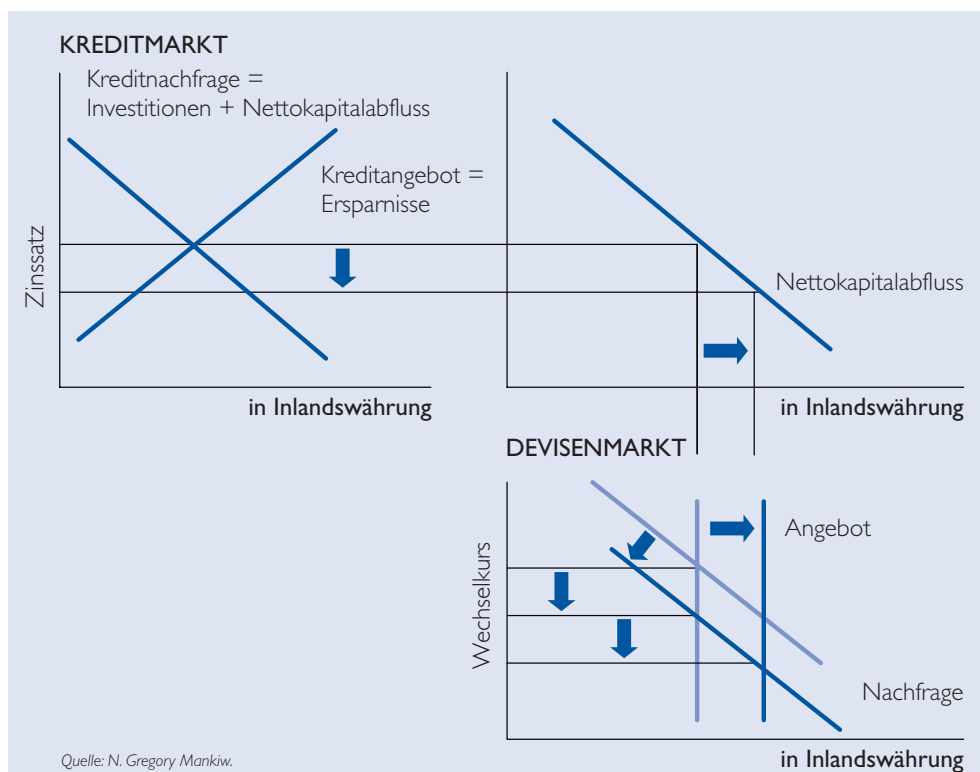 KREDITMARKT
Kreditnachfrage =
Investitionen + Nettokapitalabfluss
Kreditangebot =
Ersparnisse
Zinssatz
Nettokapitalabfluss
in Inlandswährung
in Inlandswährung
DEVISENMARKT
Angebot
Wechselkurs
Nachfrage
in Inlandswährung
Quelle: N. Gregory Mankiw.